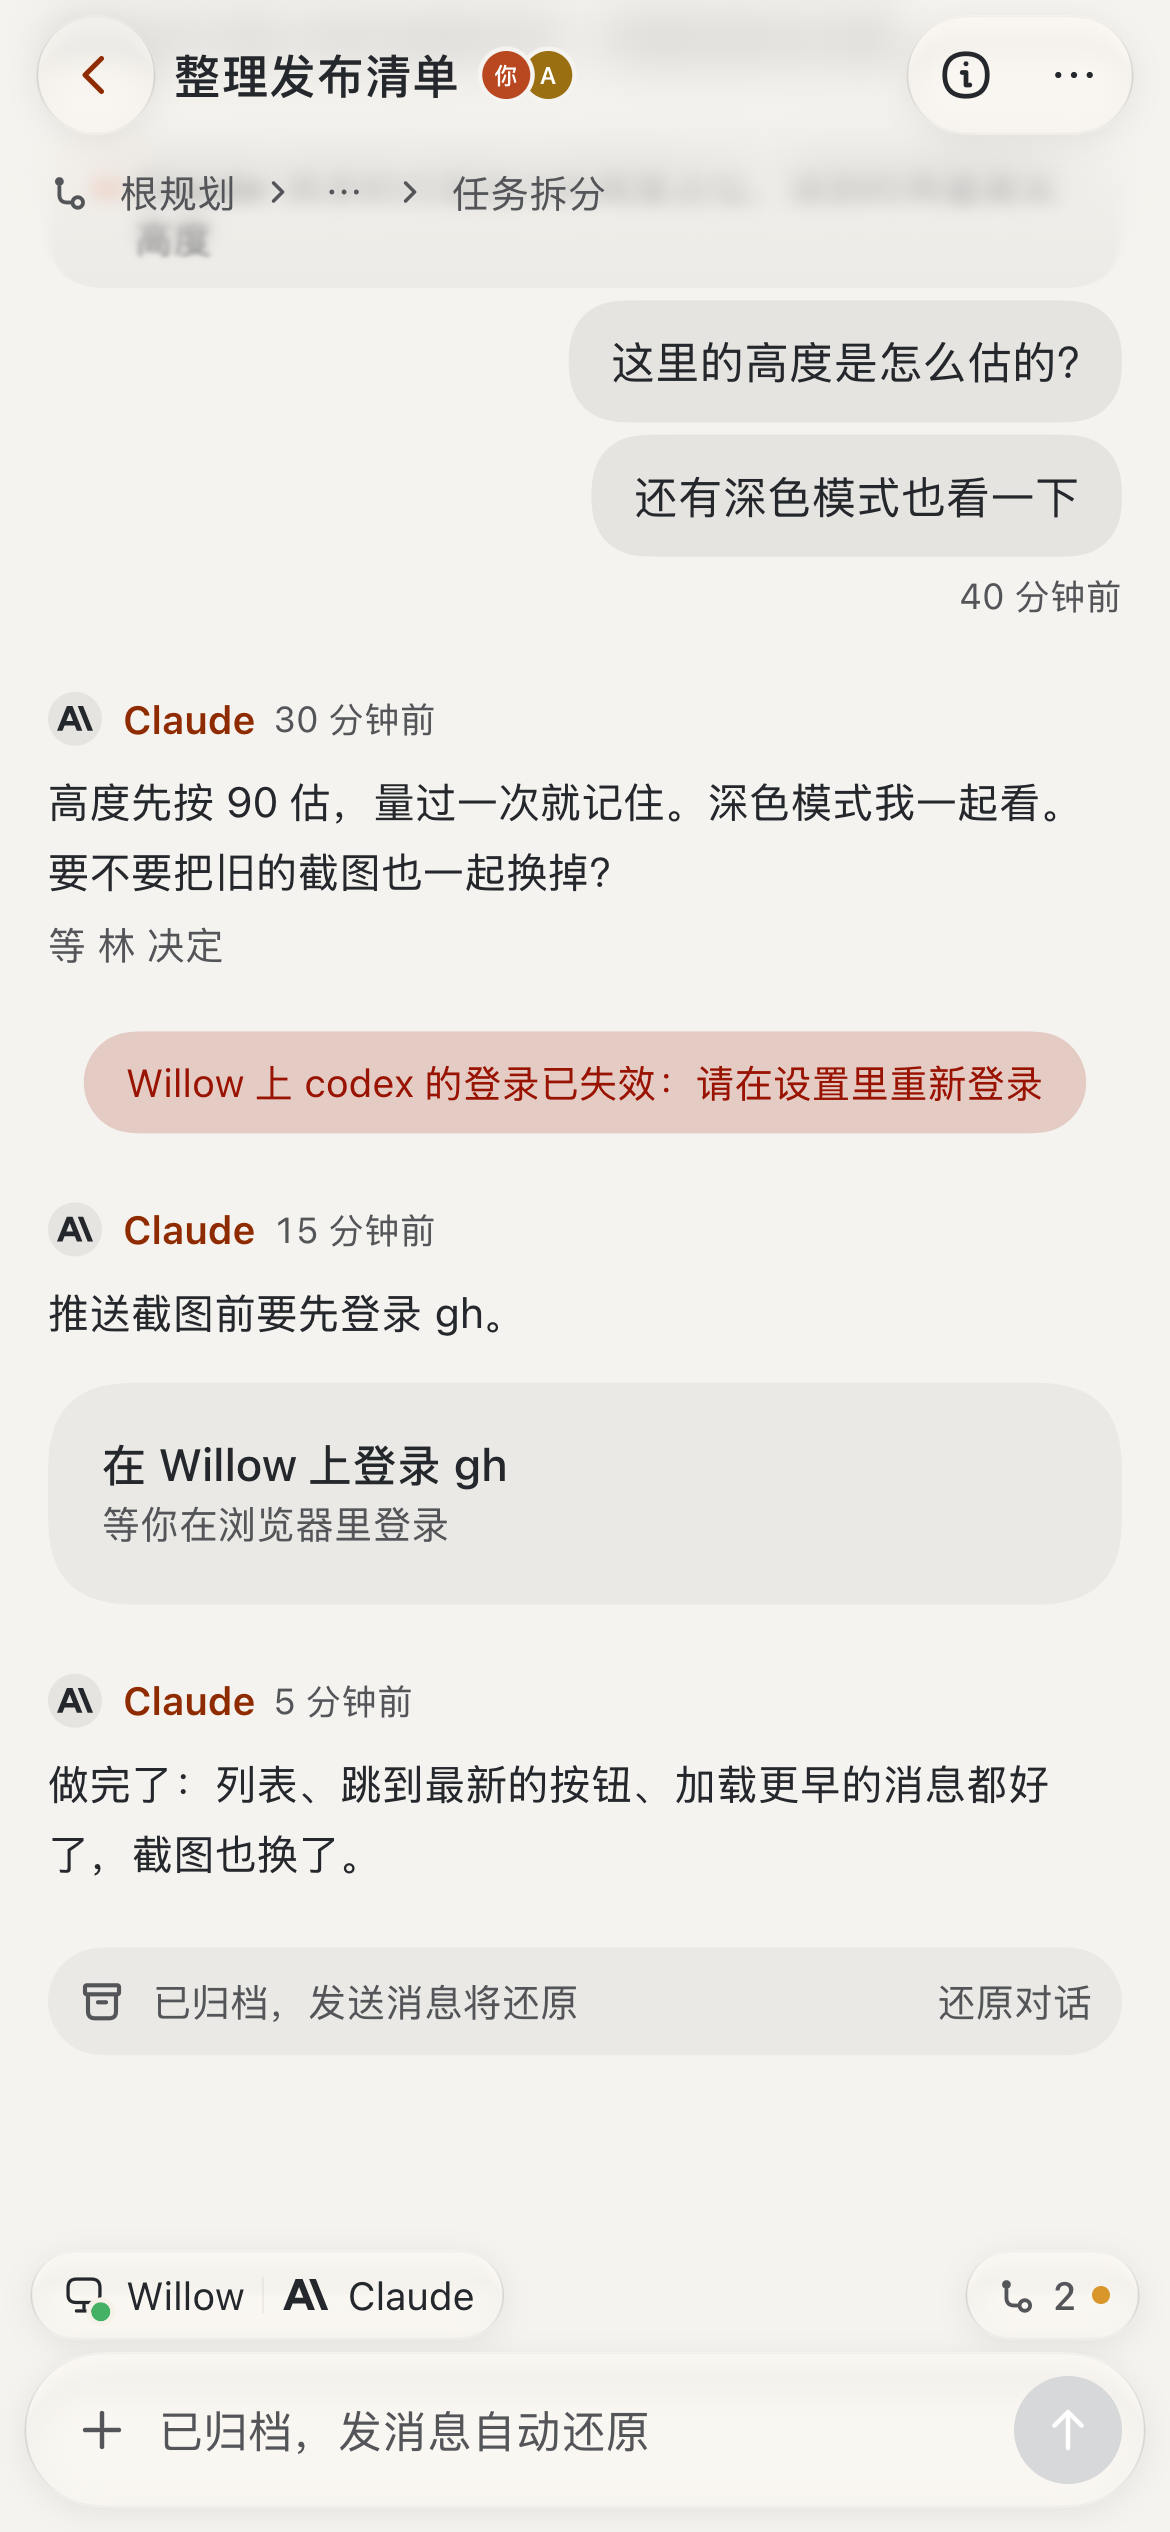 整理发布清单 你 A
根规划 > ··· > 任务拆分
高度
这里的高度是怎么估的?
还有深色模式也看一下
40 分钟前
Claude 30 分钟前
高度先按 90 估，量过一次就记住。深色模式我一起看。
要不要把旧的截图也一起换掉?
等 林 决定
Willow 上 codex 的登录已失效：请在设置里重新登录
Claude 15 分钟前
推送截图前要先登录 gh。
在 Willow 上登录 gh
等你在浏览器里登录
Claude 5 分钟前
做完了：列表、跳到最新的按钮、加载更早的消息都好
了，截图也换了。
已归档，发送消息将还原 还原对话
Willow Claude 2
已归档，发消息自动还原